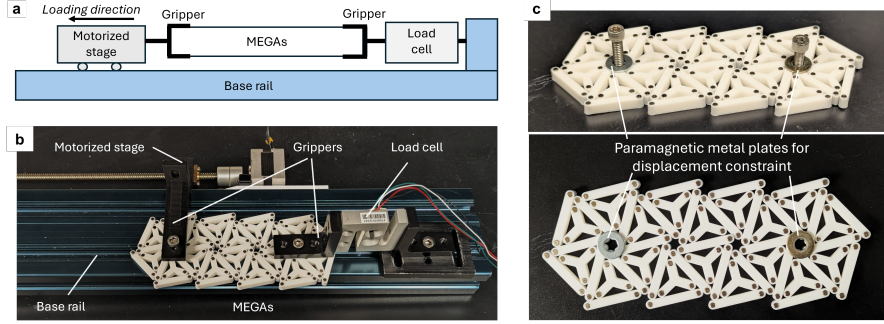 a
Loading direction
Gripper
Gripper
Motorized
stage
MEGAs
Load
cell
Base rail
b
Motorized stage
Grippers
Load cell
Base rail
MEGAs
c
Paramagnetic metal plates for
displacement constraint